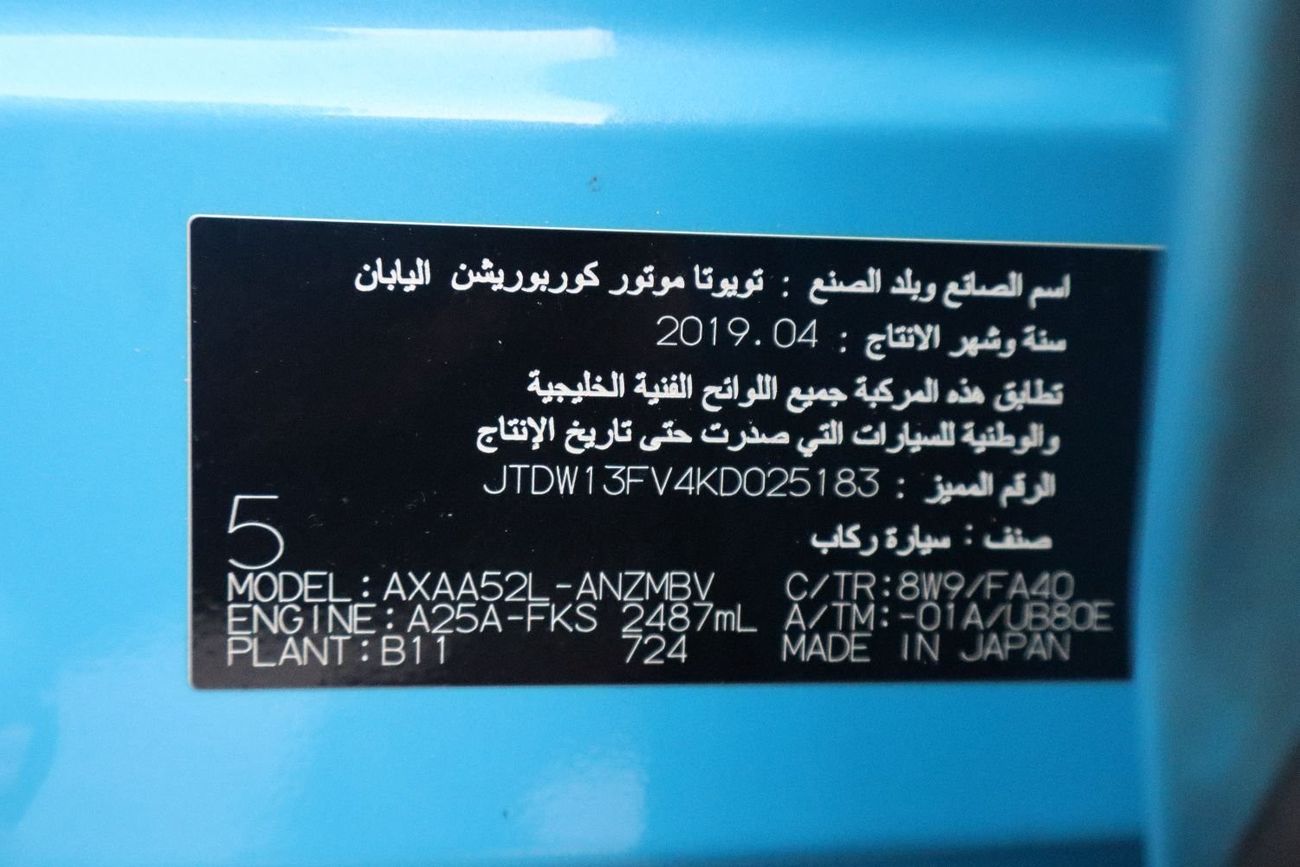 اسم الصانع وبلد الصنع : تويوتا موتور كوربوريشن اليابان
سنة وشهر الانتاج : 2019.04
تطابق هذه المركبة جميع اللوائح الفنية الخليجية
والوطنية للسيارات التي صدرت حتى تاريخ الإنتاج
الرقم المميز : JTDW13FV4KD025183
صنف : سيارة ركاب
5
MODEL:AXAA52L-ANZMBV C/TR:8W9/FA40
ENGINE:A25A-FKS 2487mL A/TM:-01A/UB80E
PLANT:B11 724 MADE IN JAPAN